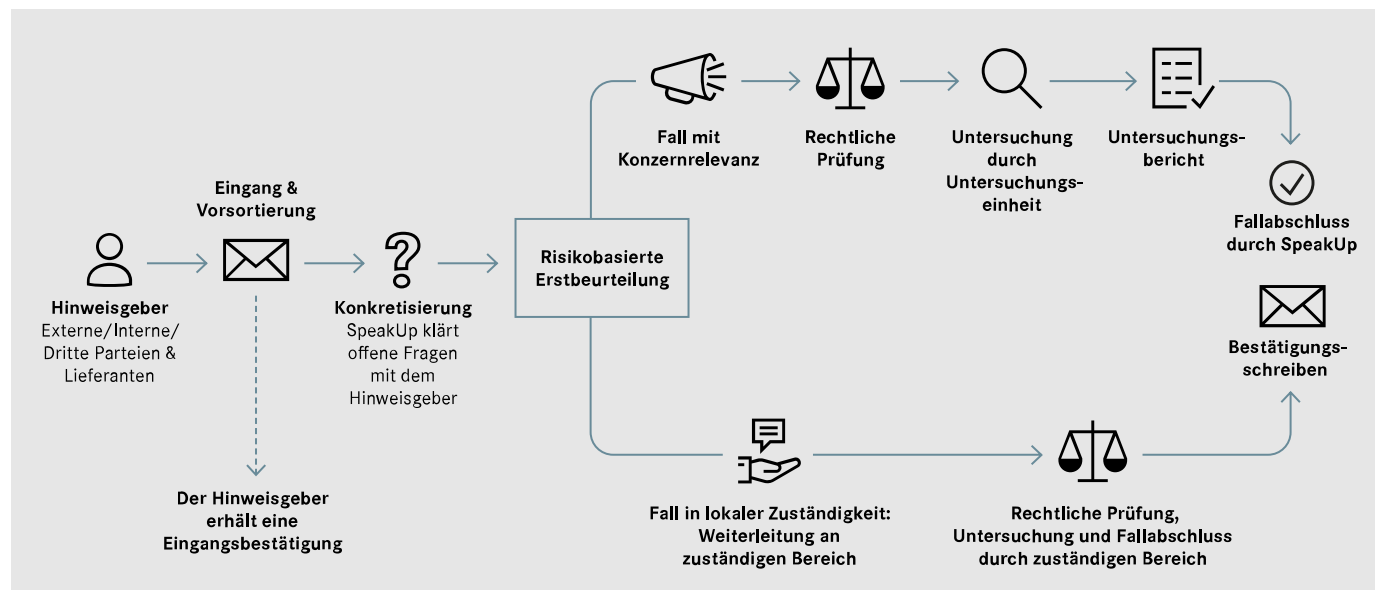 Hinweisgeber
Externe/Interne/
Dritte Parteien &
Lieferanten
Eingang &
Vorsortierung
Der Hinweisgeber
erhält eine
Eingangsbestätigung
Konkretisierung
SpeakUp klärt
offene Fragen
mit dem
Hinweisgeber
Risikobasierte
Erstbeurteilung
Fall mit
Konzernrelevanz
Rechtliche
Prüfung
Untersuchung
durch
Untersuchungs-
einheit
Untersuchungs-
bericht
Fallabschluss
durch SpeakUp
Bestätigungs-
schreiben
Fall in lokaler Zuständigkeit:
Weiterleitung an
zuständigen Bereich
Rechtliche Prüfung,
Untersuchung und Fallabschluss
durch zuständigen Bereich